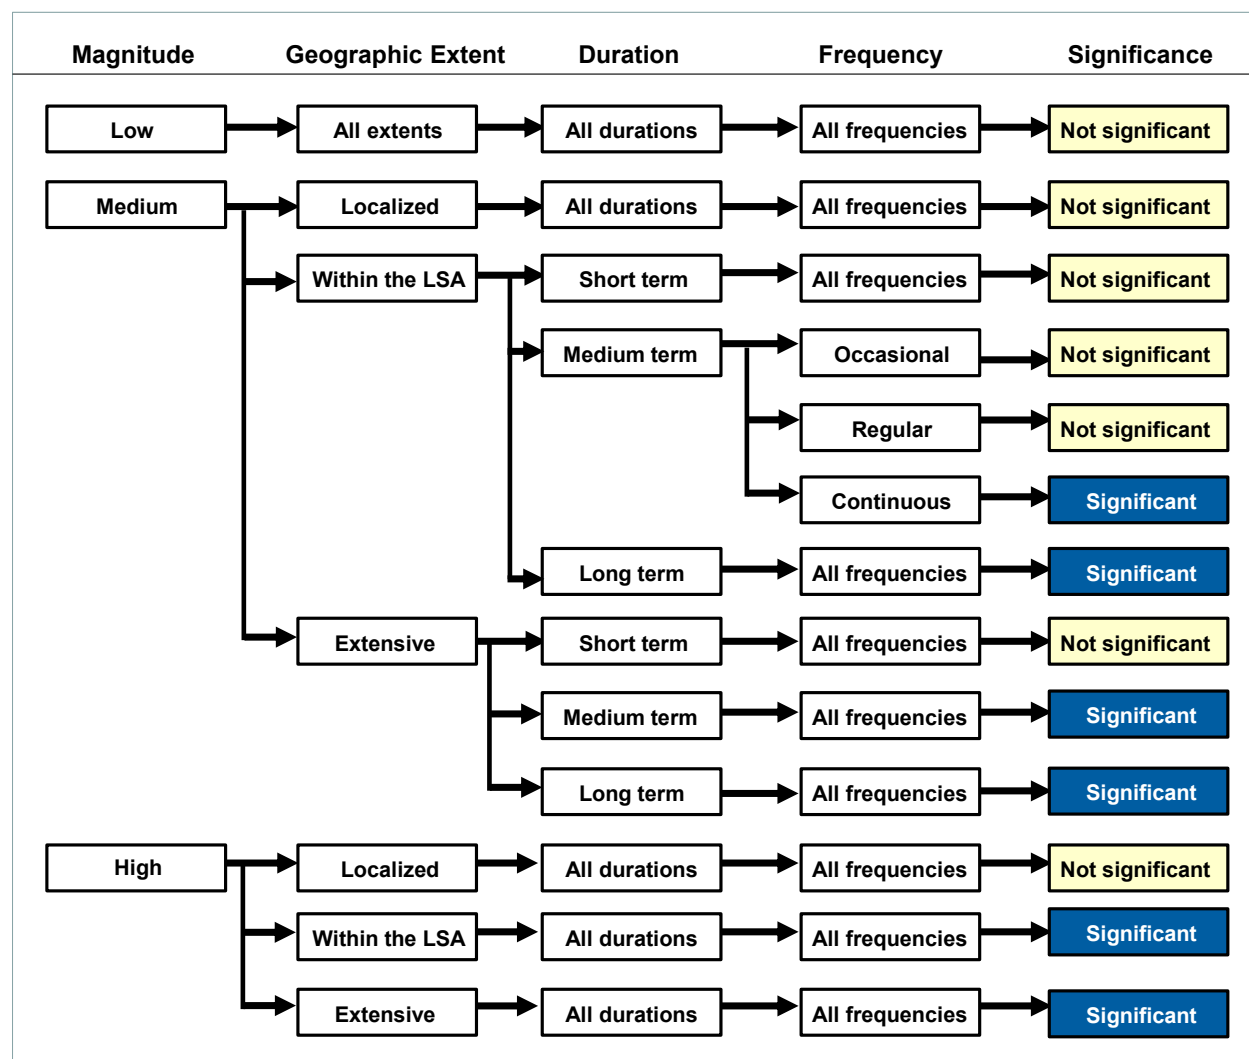 Magnitude Geographic Extent Duration Frequency Significance
Low All extents All durations All frequencies Not significant
Medium Localized All durations All frequencies Not significant
Within the LSA Short term All frequencies Not significant
Medium term Occasional Not significant
Regular Not significant
Continuous Significant
Long term All frequencies Significant
Extensive Short term All frequencies Not significant
Medium term All frequencies Significant
Long term All frequencies Significant
High Localized All durations All frequencies Not significant
Within the LSA All durations All frequencies Significant
Extensive All durations All frequencies Significant